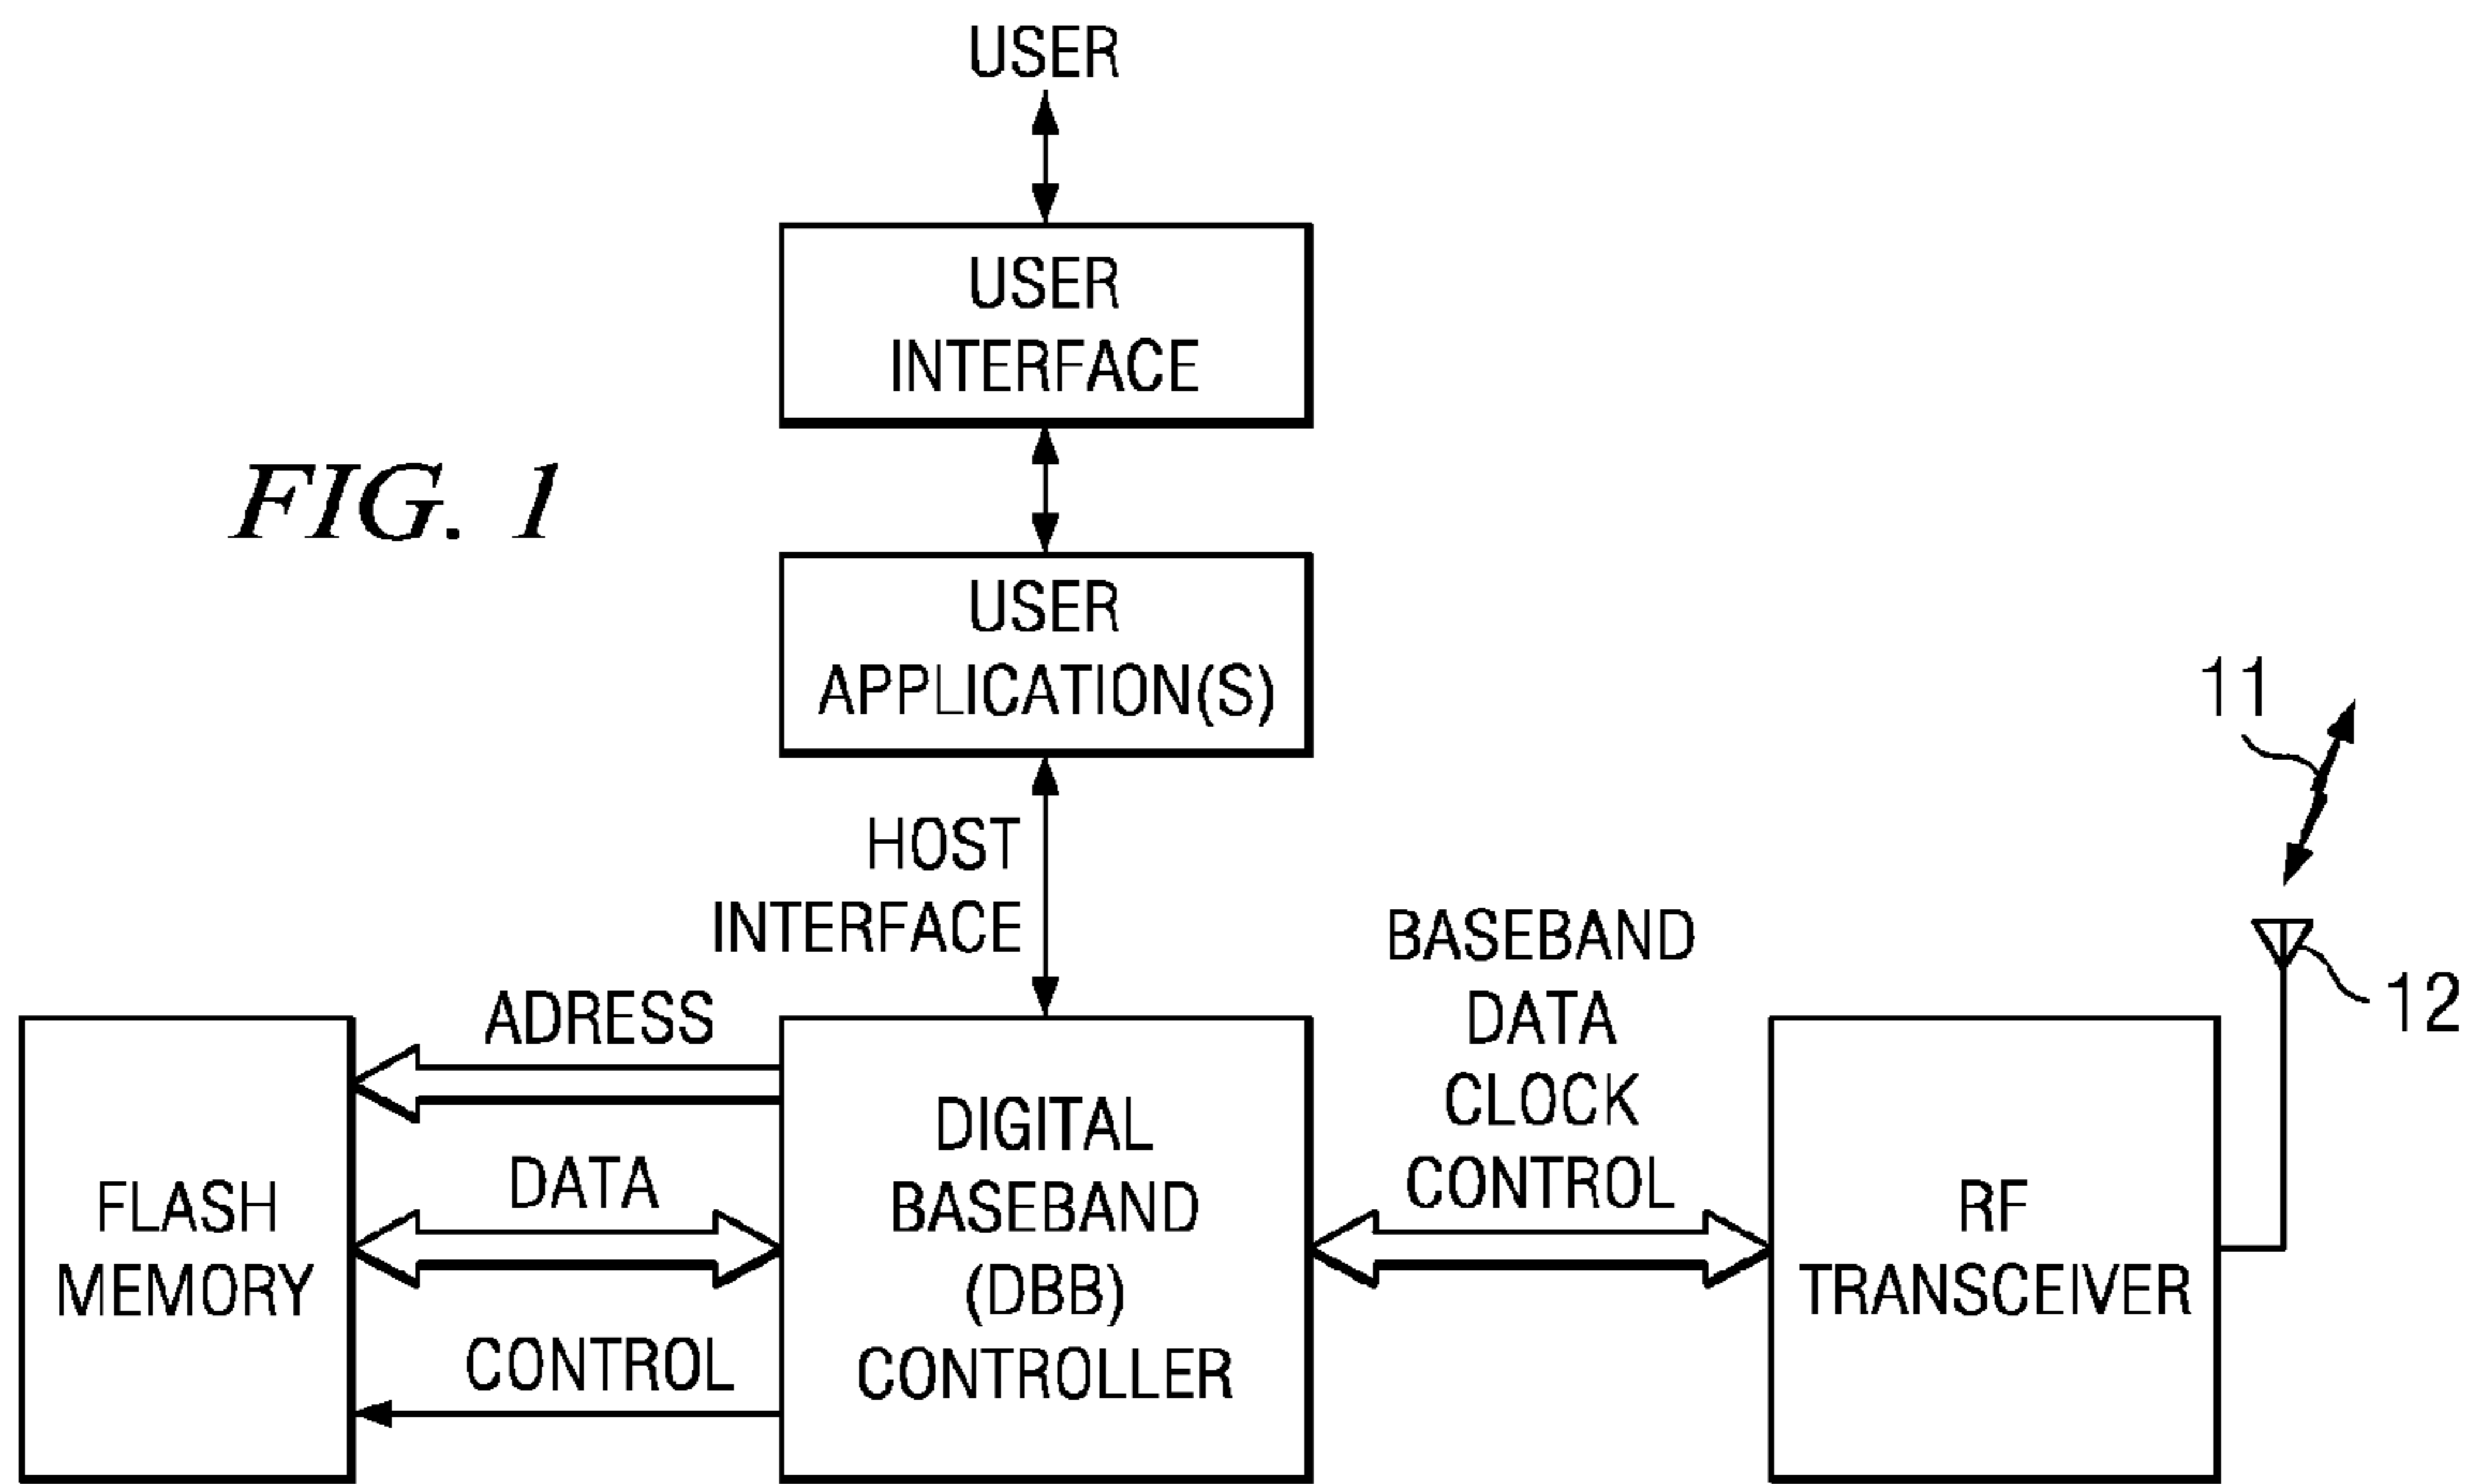 USER
USER
INTERFACE
FIG. 1
USER
APPLICATION(S)
HOST
INTERFACE
11
12
ADRESS
DATA
CONTROL
BASEBAND
DATA
CLOCK
CONTROL
FLASH
MEMORY
DIGITAL
BASEBAND
(DBB)
CONTROLLER
RF
TRANSCEIVER